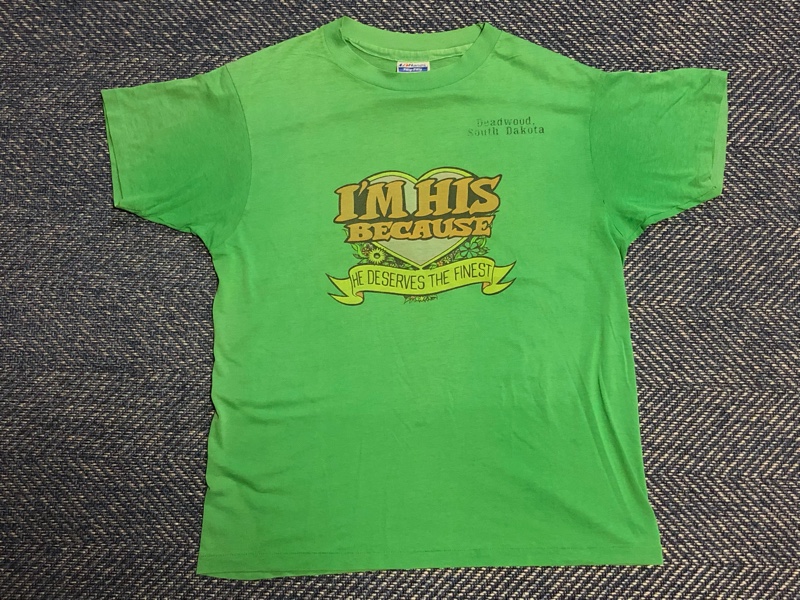 Deadwood,
South Dakota
I'M HIS
BECAUSE
HE DESERVES THE FINEST